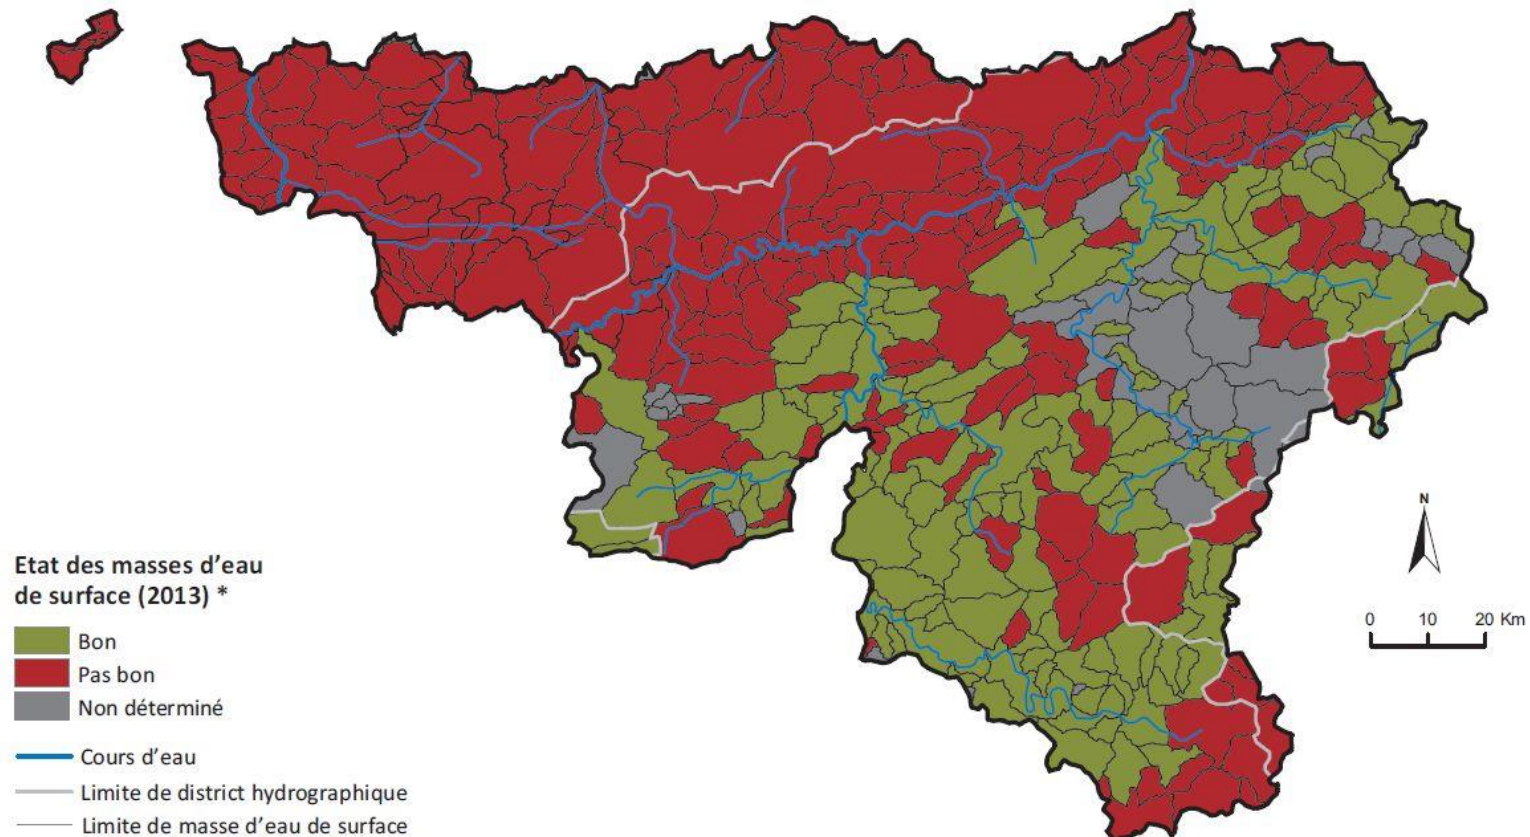 Etat des masses d'eau
de surface (2013) *
Bon
Pas bon
Non déterminé
Cours d'eau
Limite de district hydrographique
Limite de masse d'eau de surface
N
0 10 20 Km